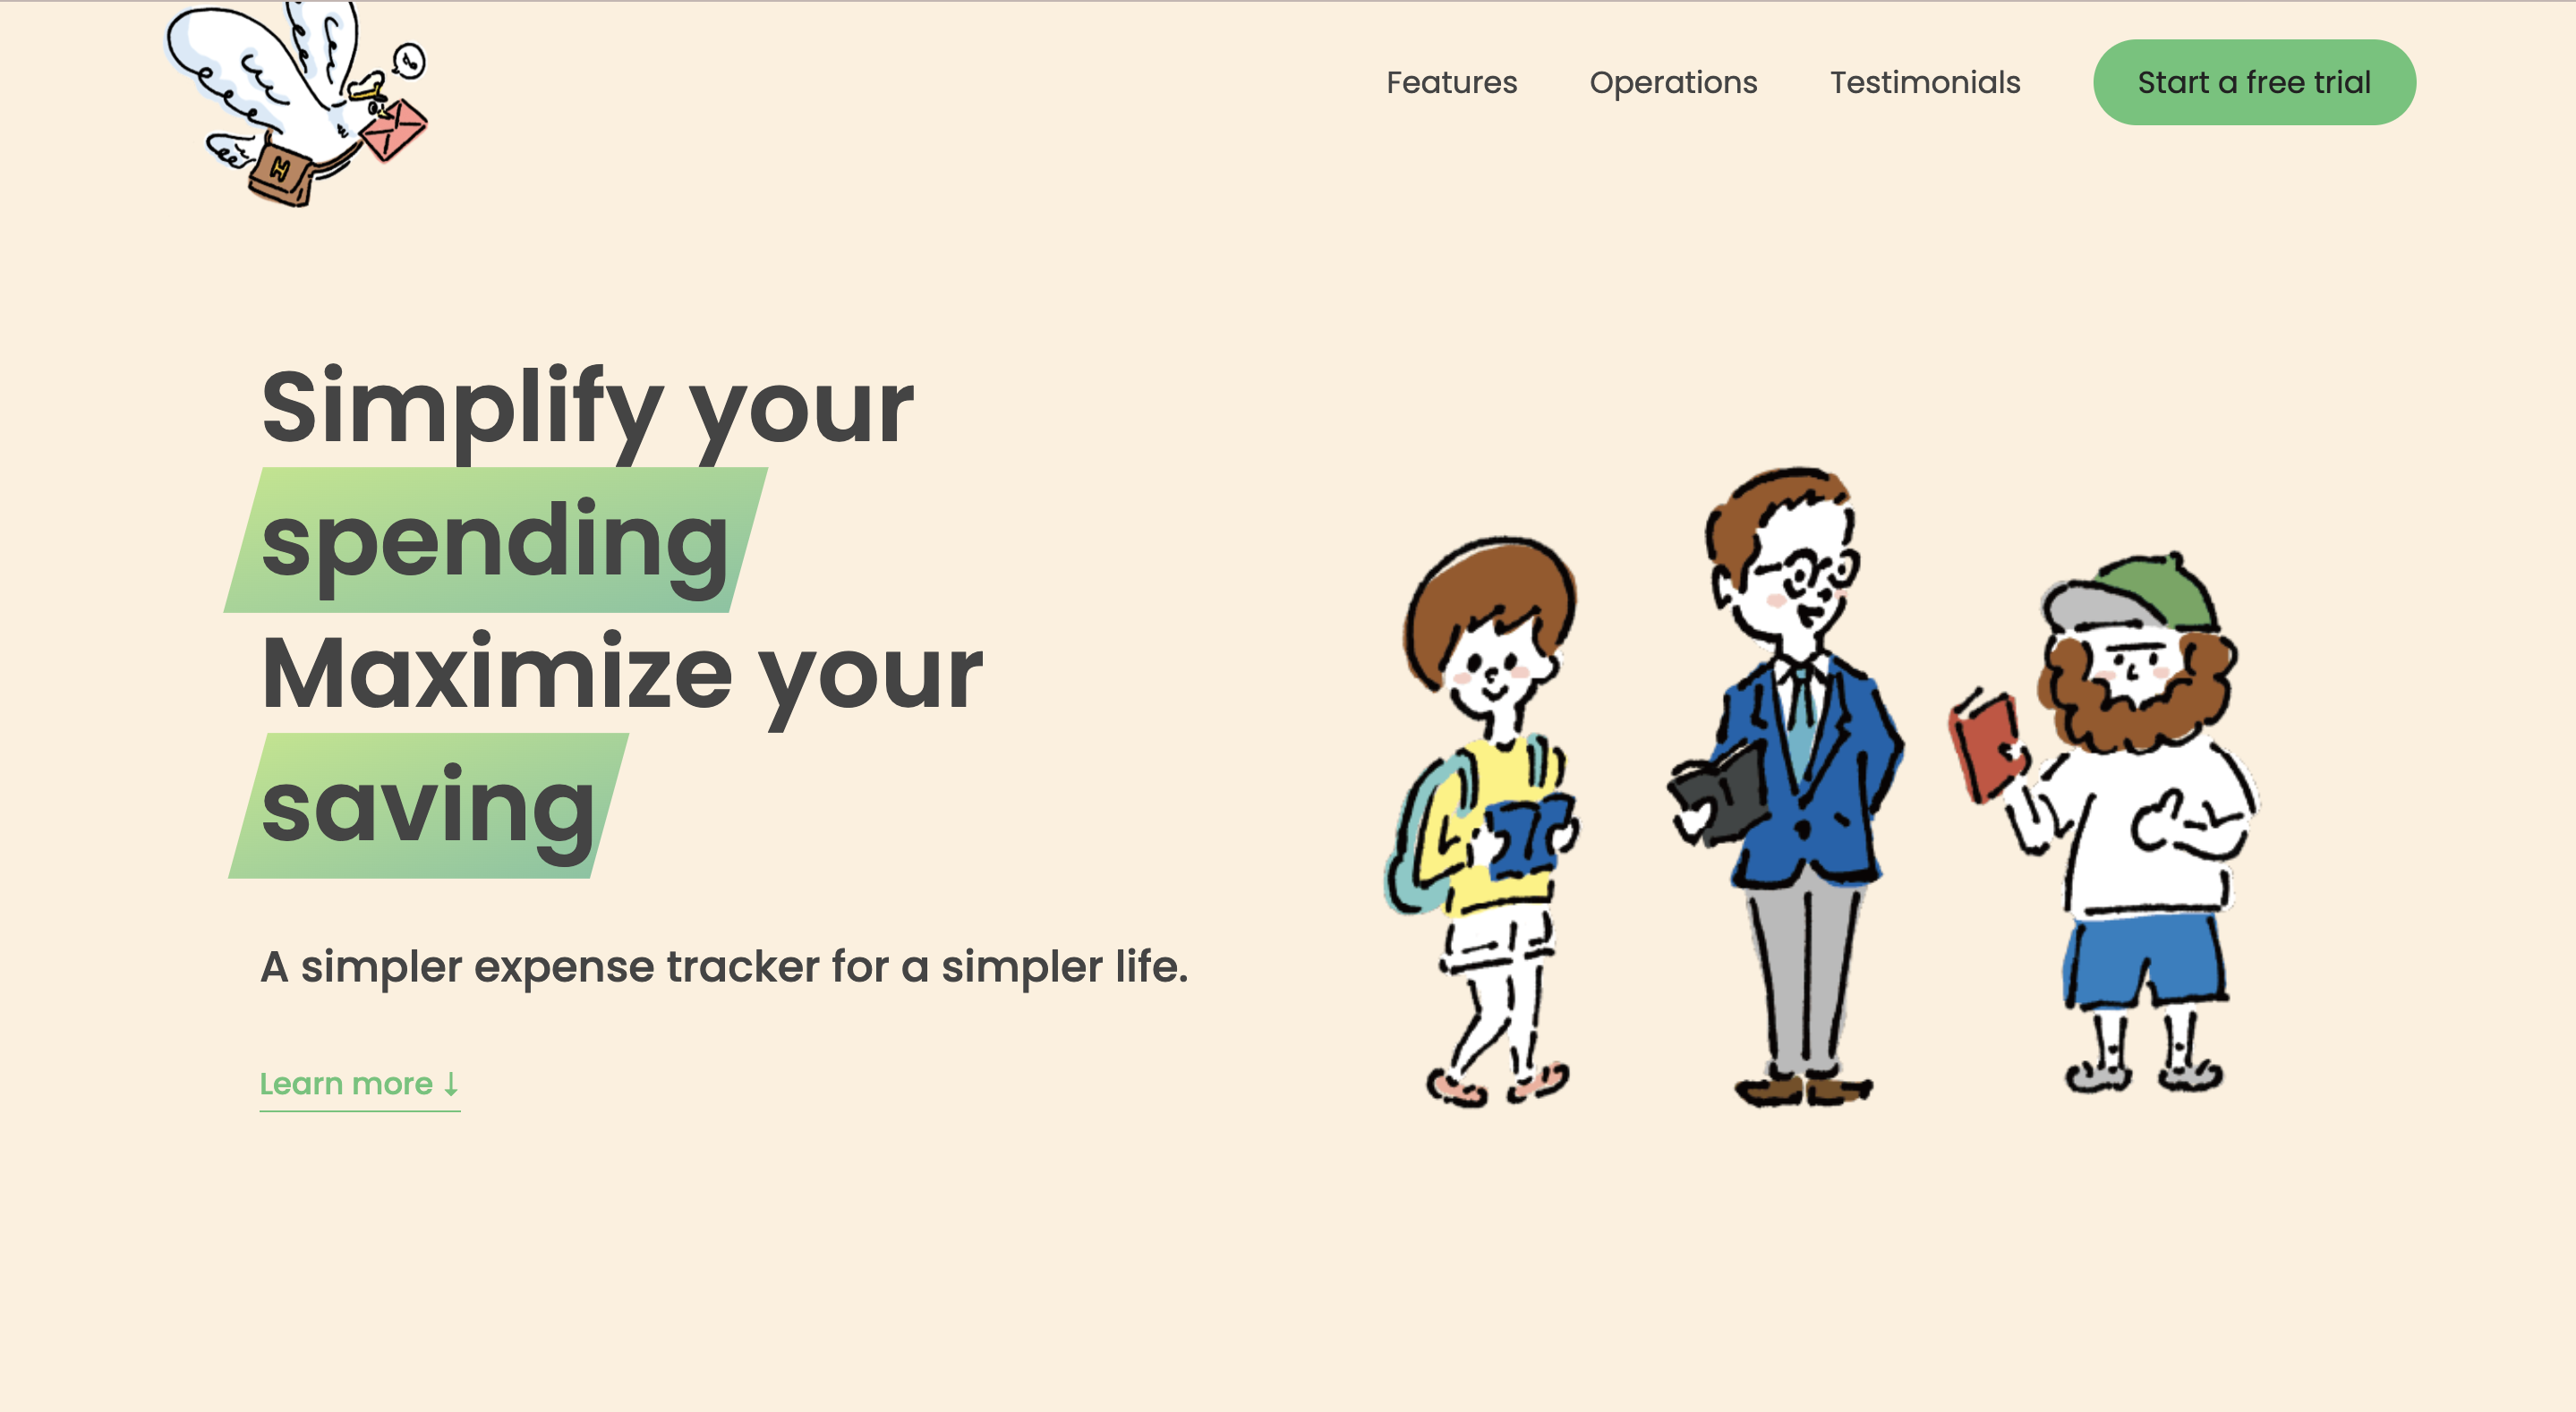 Features
Operations
Testimonials
Start a free trial
H
Simplify your
spending
Maximize your
saving
A simpler expense tracker for a simpler life.
Learn more ↓